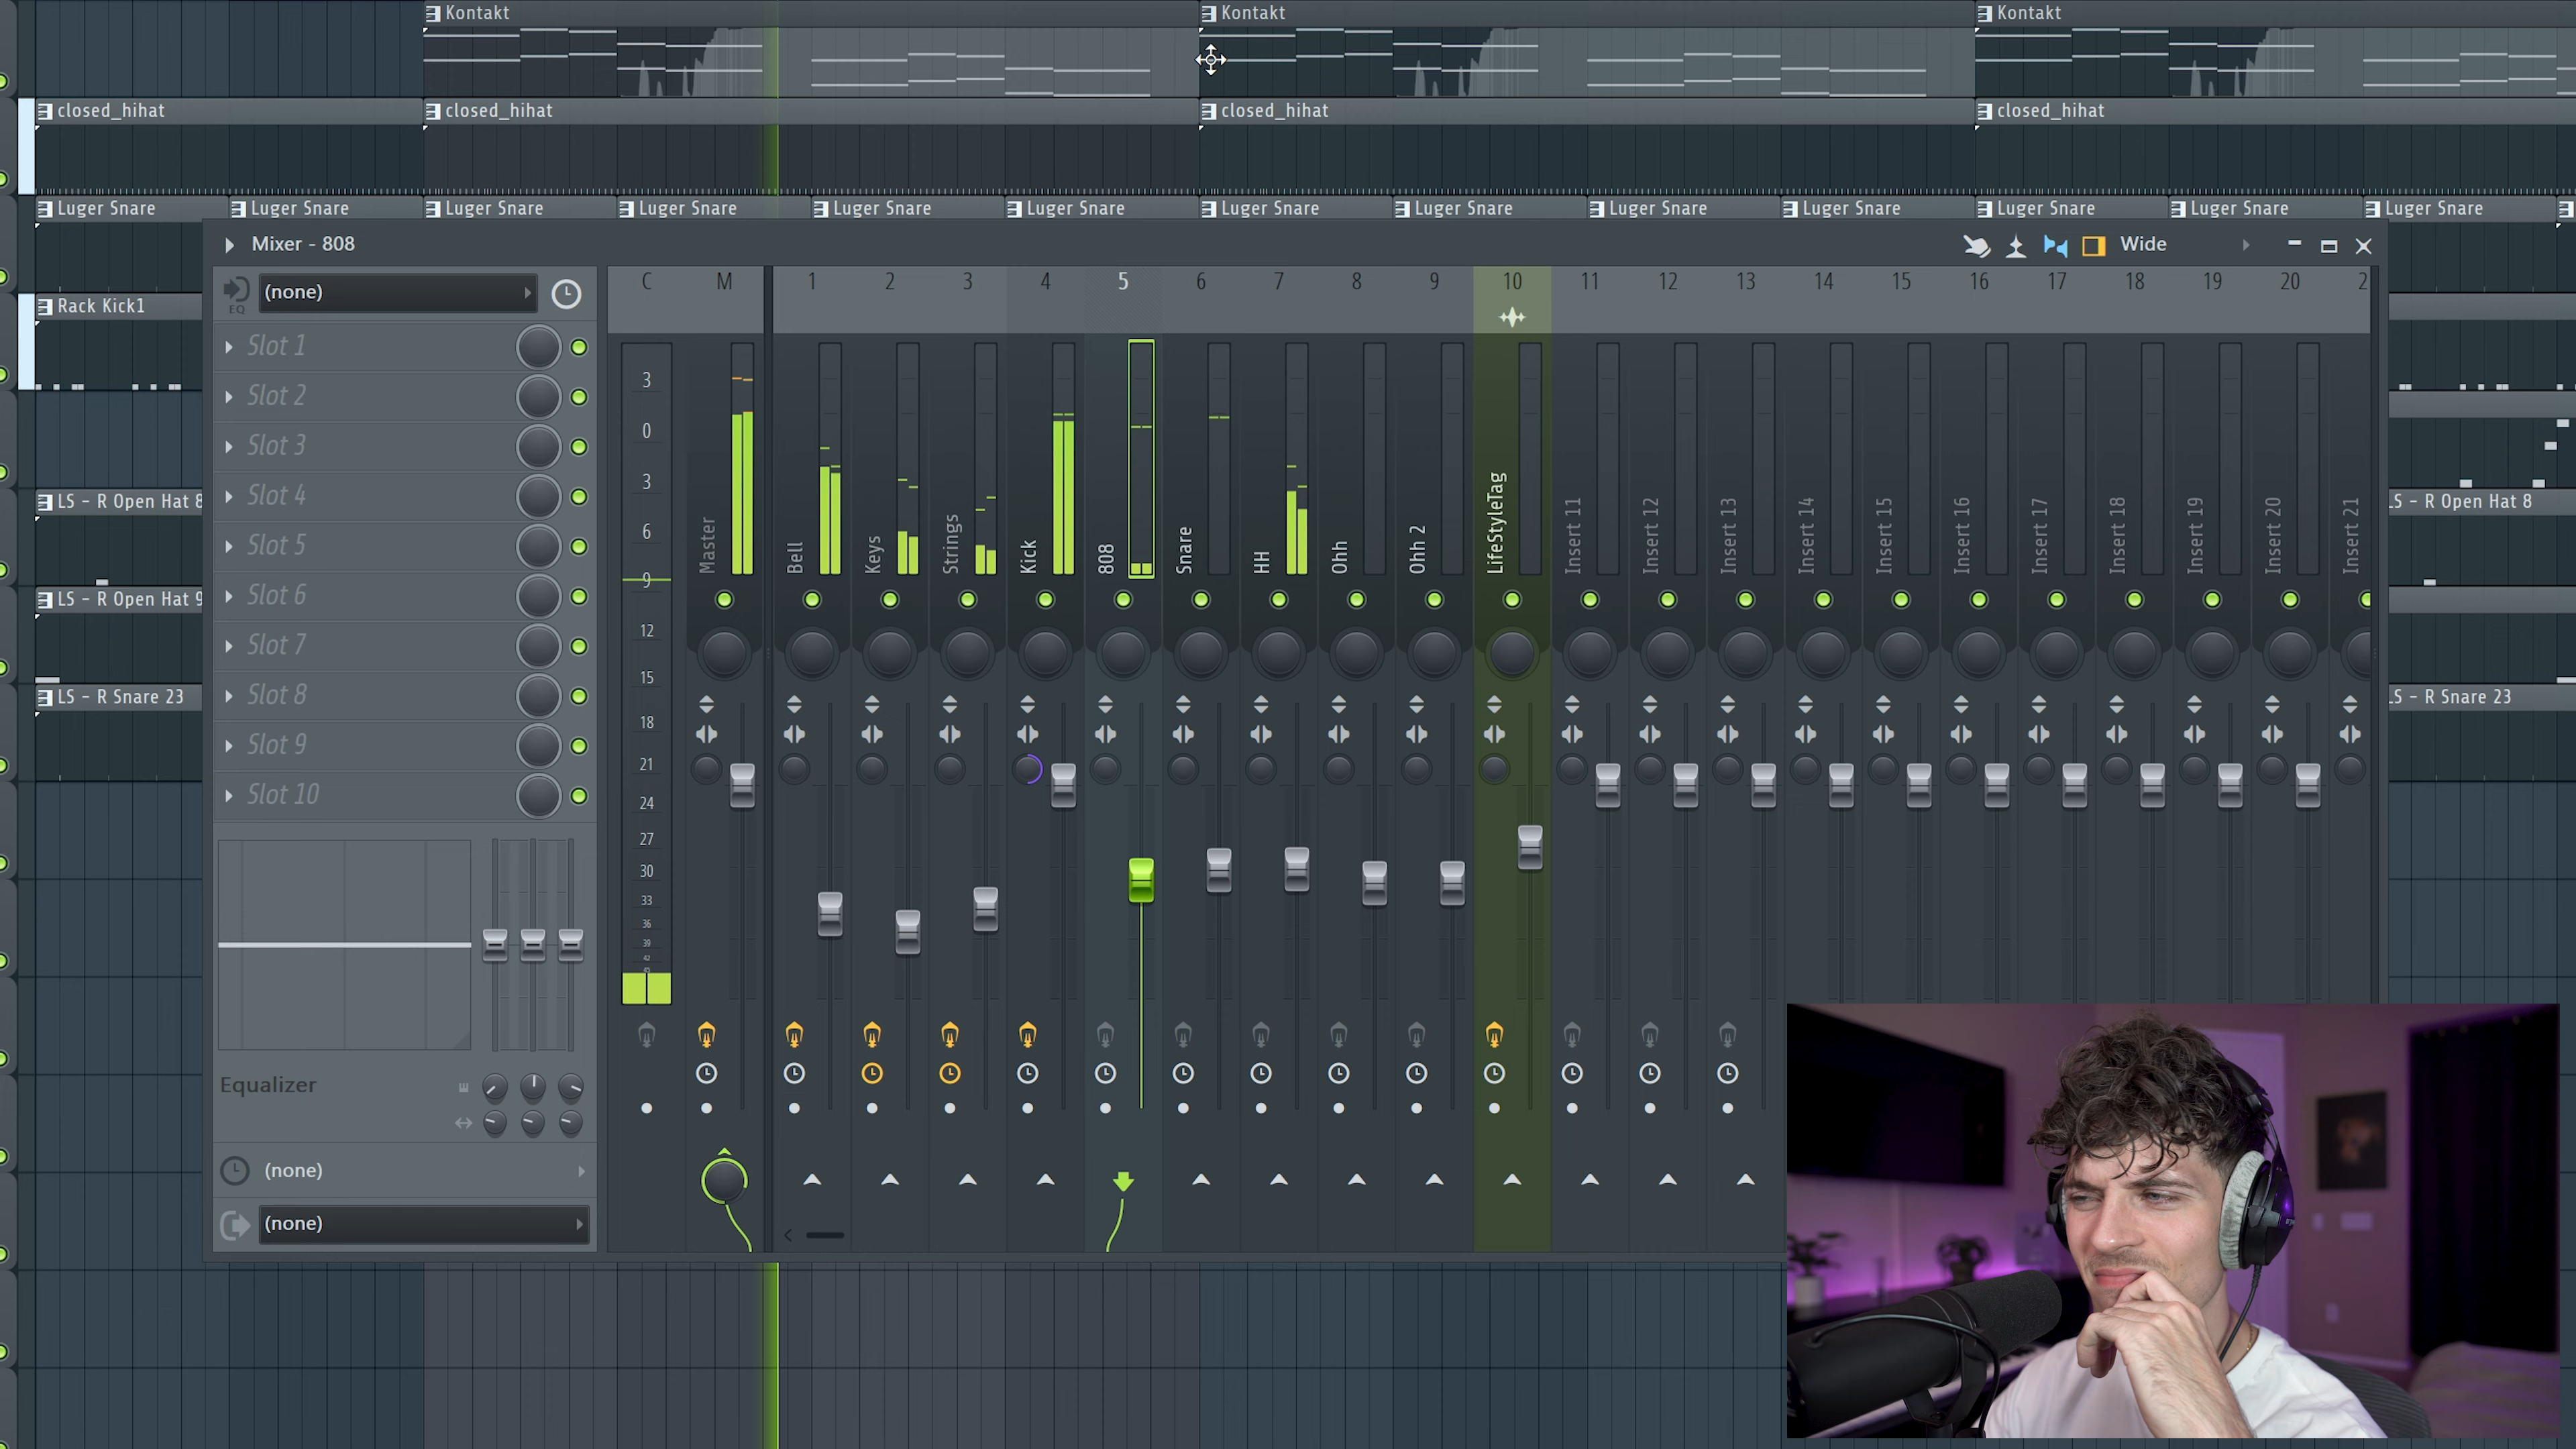 Kontakt Kontakt Kontakt
closed_hihat closed_hihat closed_hihat closed_hihat
Luger Snare Luger Snare Luger Snare Luger Snare Luger Snare Luger Snare Luger Snare Luger Snare Luger Snare Luger Snare Luger Snare Luger Snare Luger Snare
Mixer - 808 Wide
(none) C M 1 2 3 4 5 6 7 8 9 10 11 12 13 14 15 16 17 18 19 20 2
EQ
Rack Kick1
Slot 1
Slot 2
Slot 3
Slot 4
Slot 5
Slot 6
Slot 7
Slot 8
Slot 9
Slot 10
LS - R Open Hat 8
LS - R Open Hat 9
LS - R Snare 23
3
0
3
6
9
12
15
18
21
24
27
30
33
36
39
42
Master Bell Keys Strings Kick 808 Snare HH Ohh Ohh 2 LifeStyleTag Insert 11 Insert 12 Insert 13 Insert 14 Insert 15 Insert 16 Insert 17 Insert 18 Insert 19 Insert 20 Insert 21
LS - R Open Hat 8
LS - R Snare 23
Equalizer
(none)
(none)